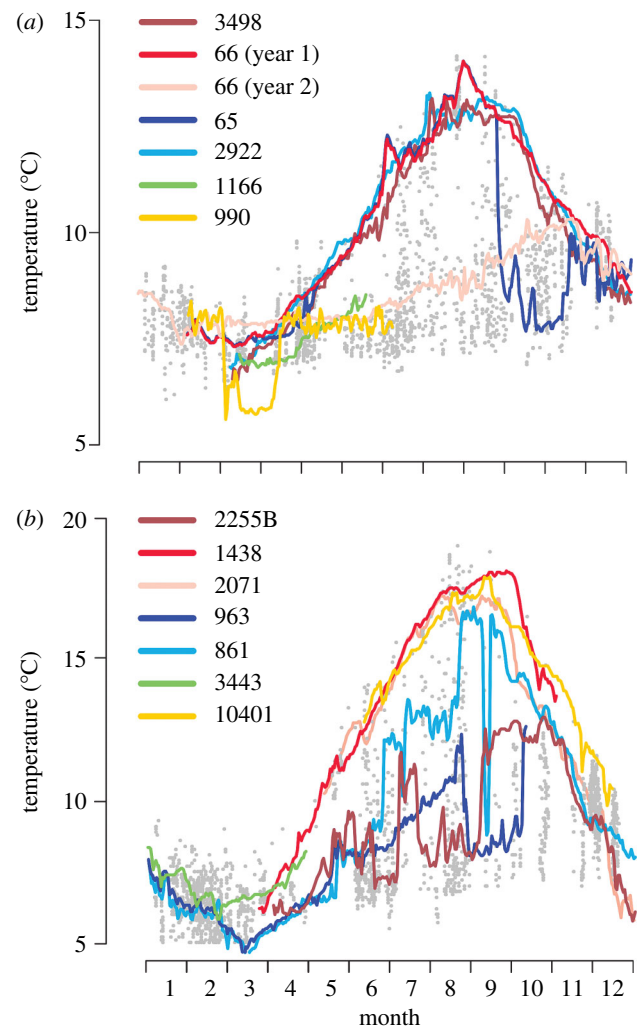 (a)
15
10
5
temperature (°C)
3498
66 (year 1)
66 (year 2)
65
2922
1166
990
(b)
20
15
10
5
temperature (°C)
2255B
1438
2071
963
861
3443
10401
1 2 3 4 5 6 7 8 9 10 11 12
month